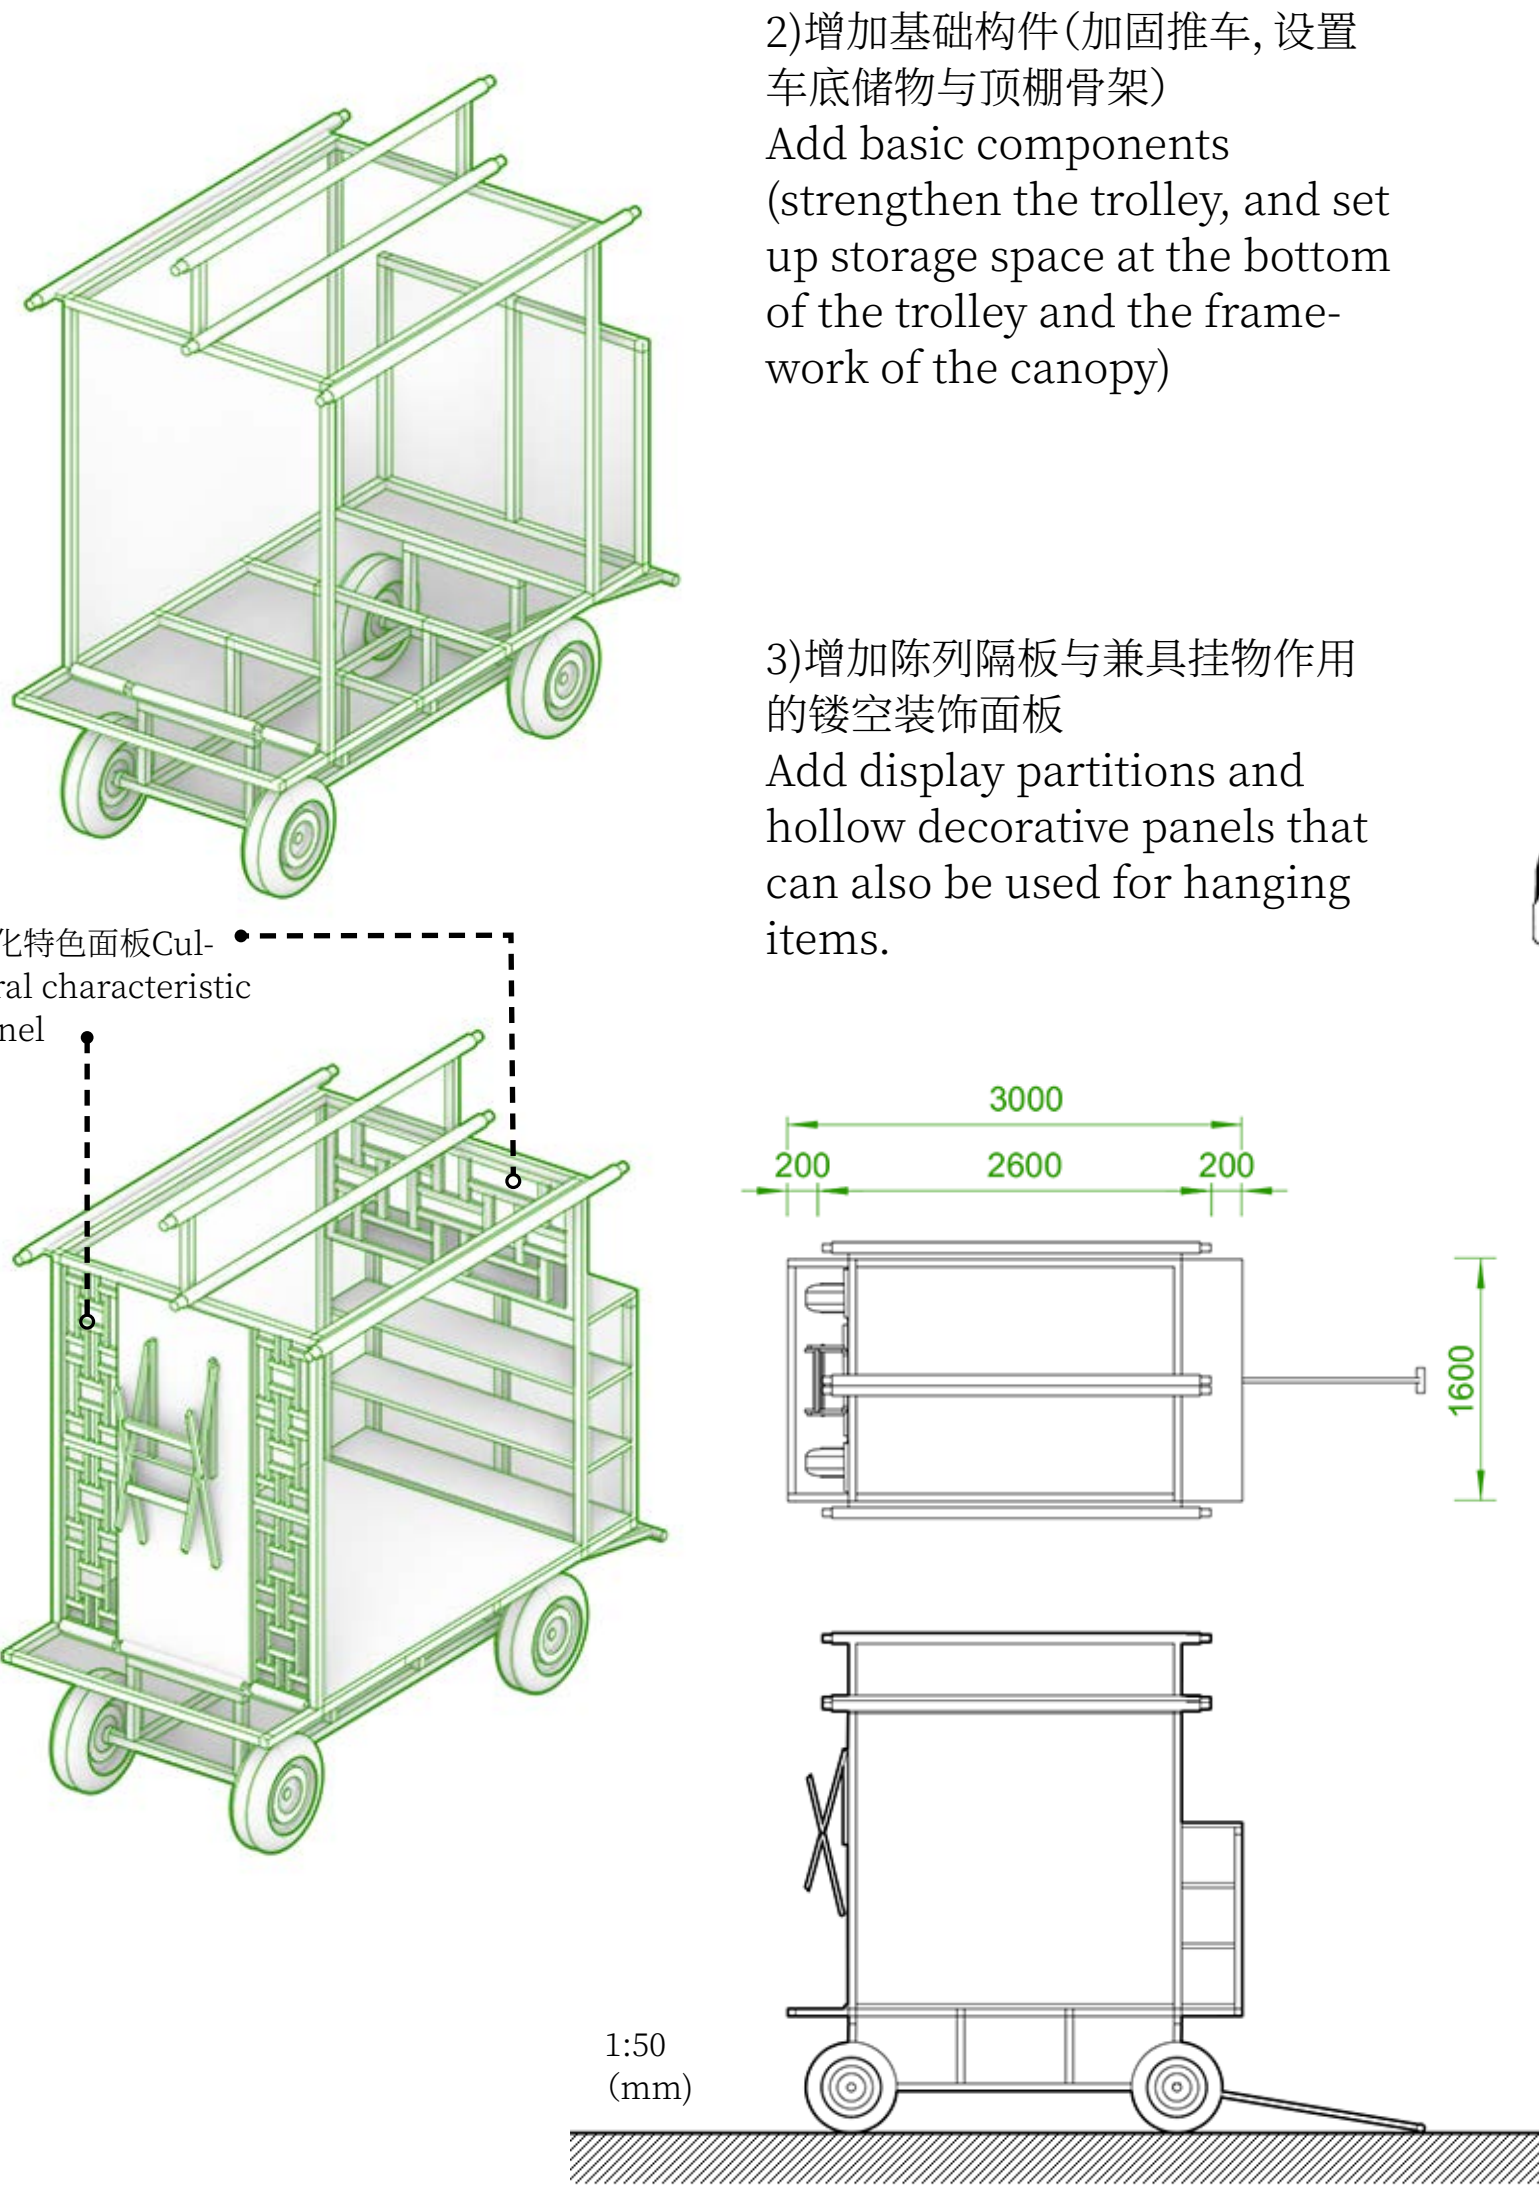 2)增加基础构件(加固推车, 设置
车底储物与顶棚骨架)
Add basic components
(strengthen the trolley, and set
up storage space at the bottom
of the trolley and the frame-
work of the canopy)
3)增加陈列隔板与兼具挂物作用
的镂空装饰面板
Add display partitions and
hollow decorative panels that
can also be used for hanging
items.
化特色面板Cul-
ral characteristic
nel
3000
200 2600 200
1600
1:50
(mm)